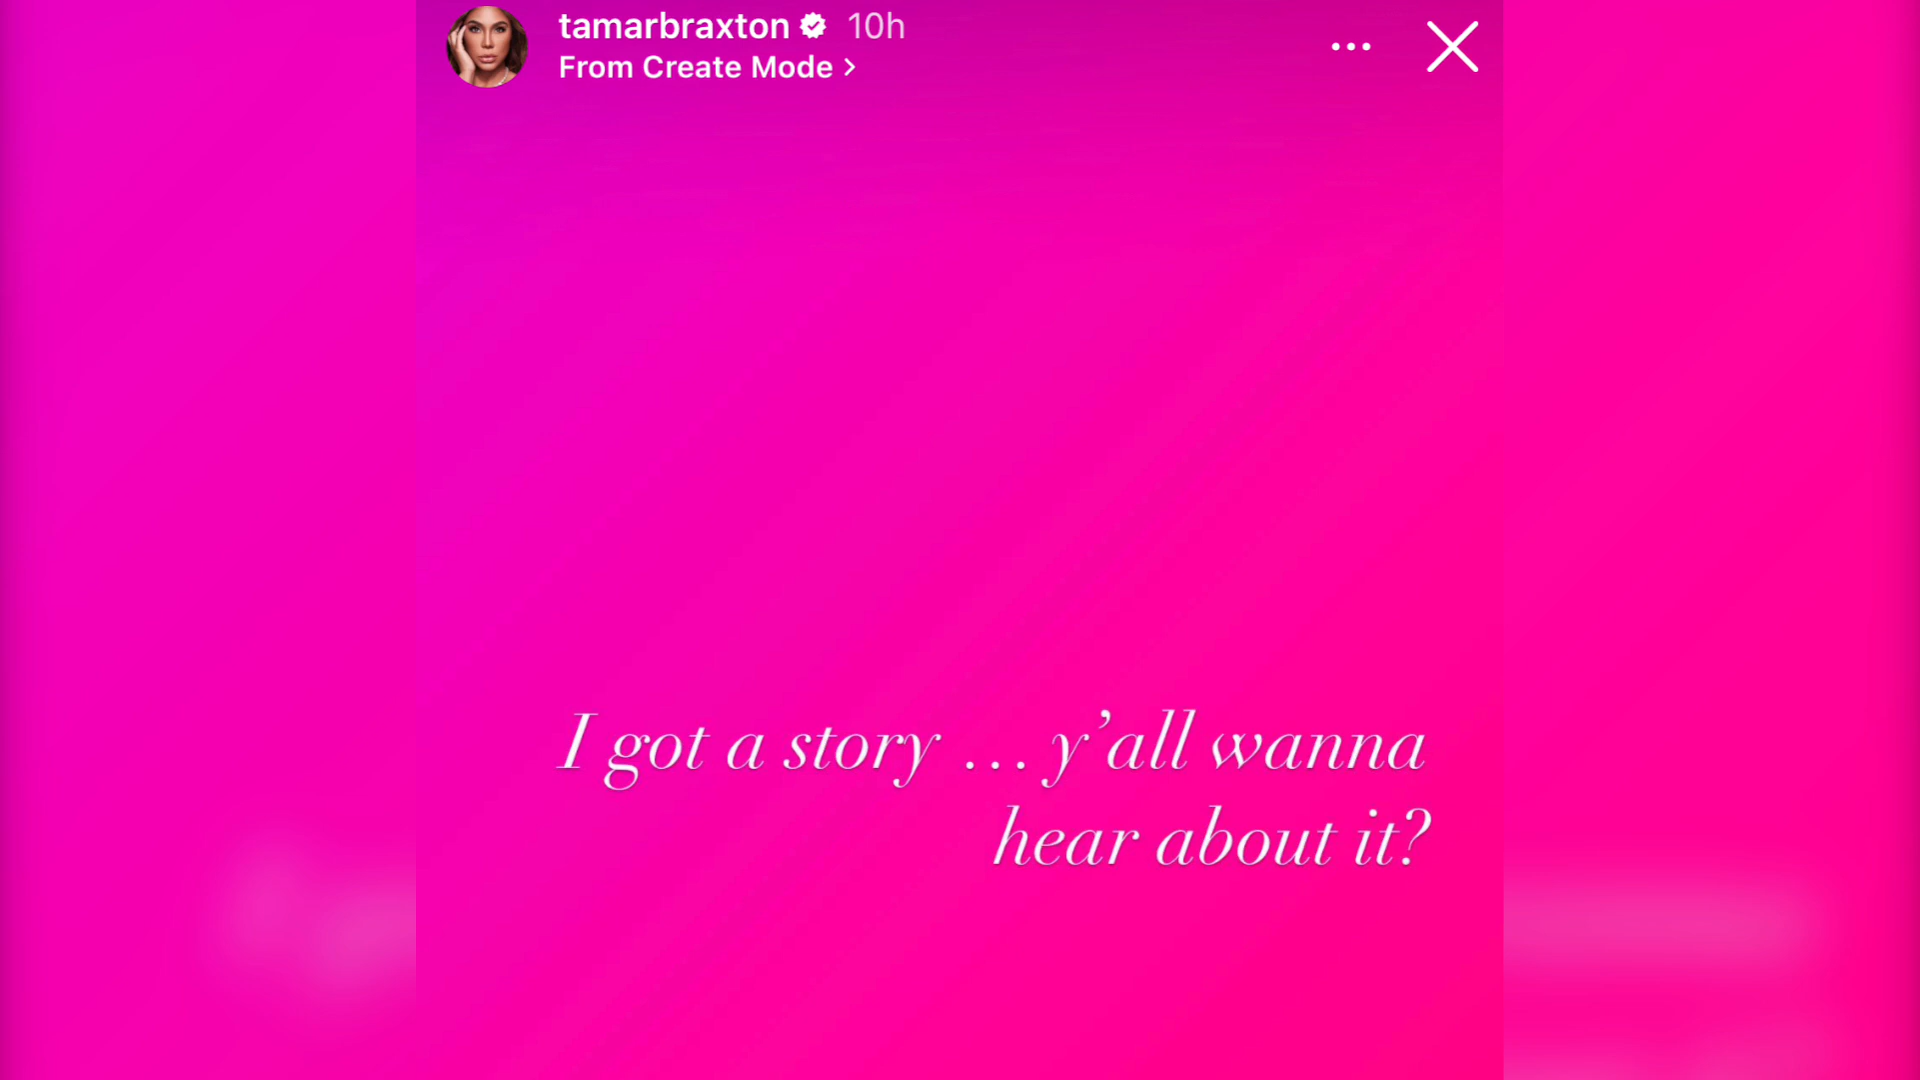 tamarbraxton 10h
From Create Mode >
I got a story ...y’all wanna
hear about it?